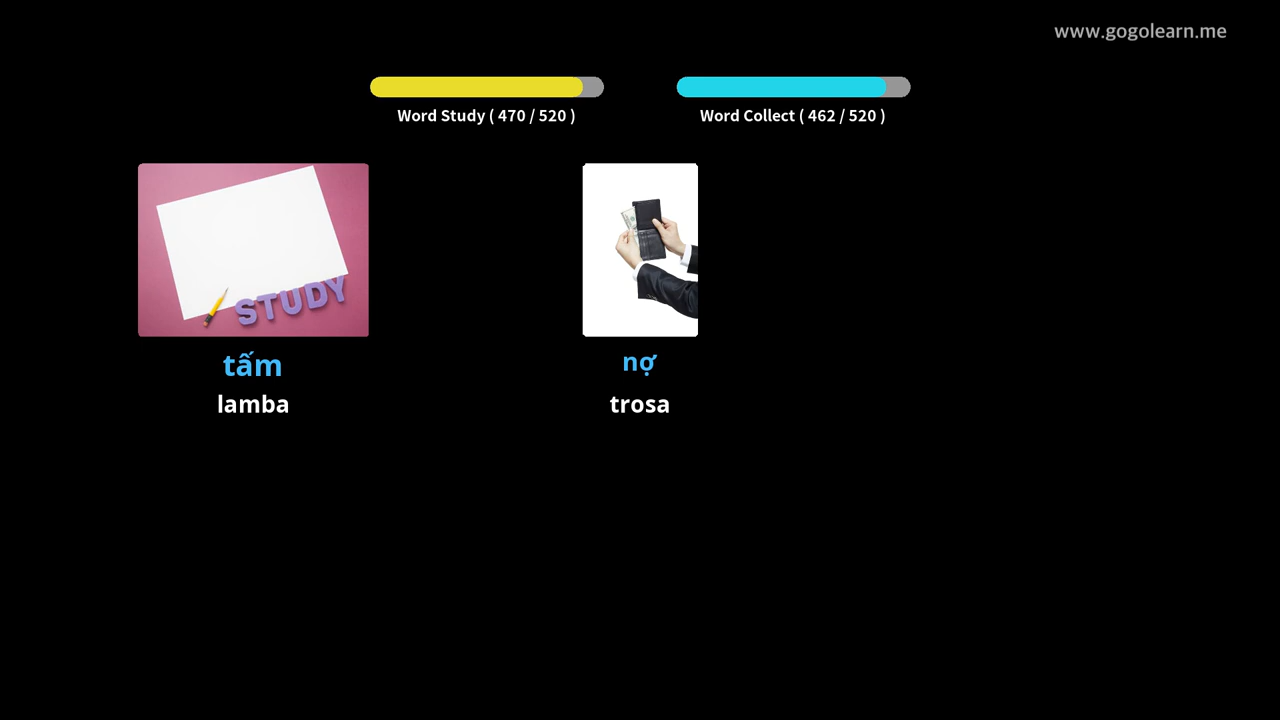 www.gogolearn.me
Word Study ( 470 / 520 )
Word Collect ( 462 / 520 )
STUDY
tấm
lamba
nợ
trosa